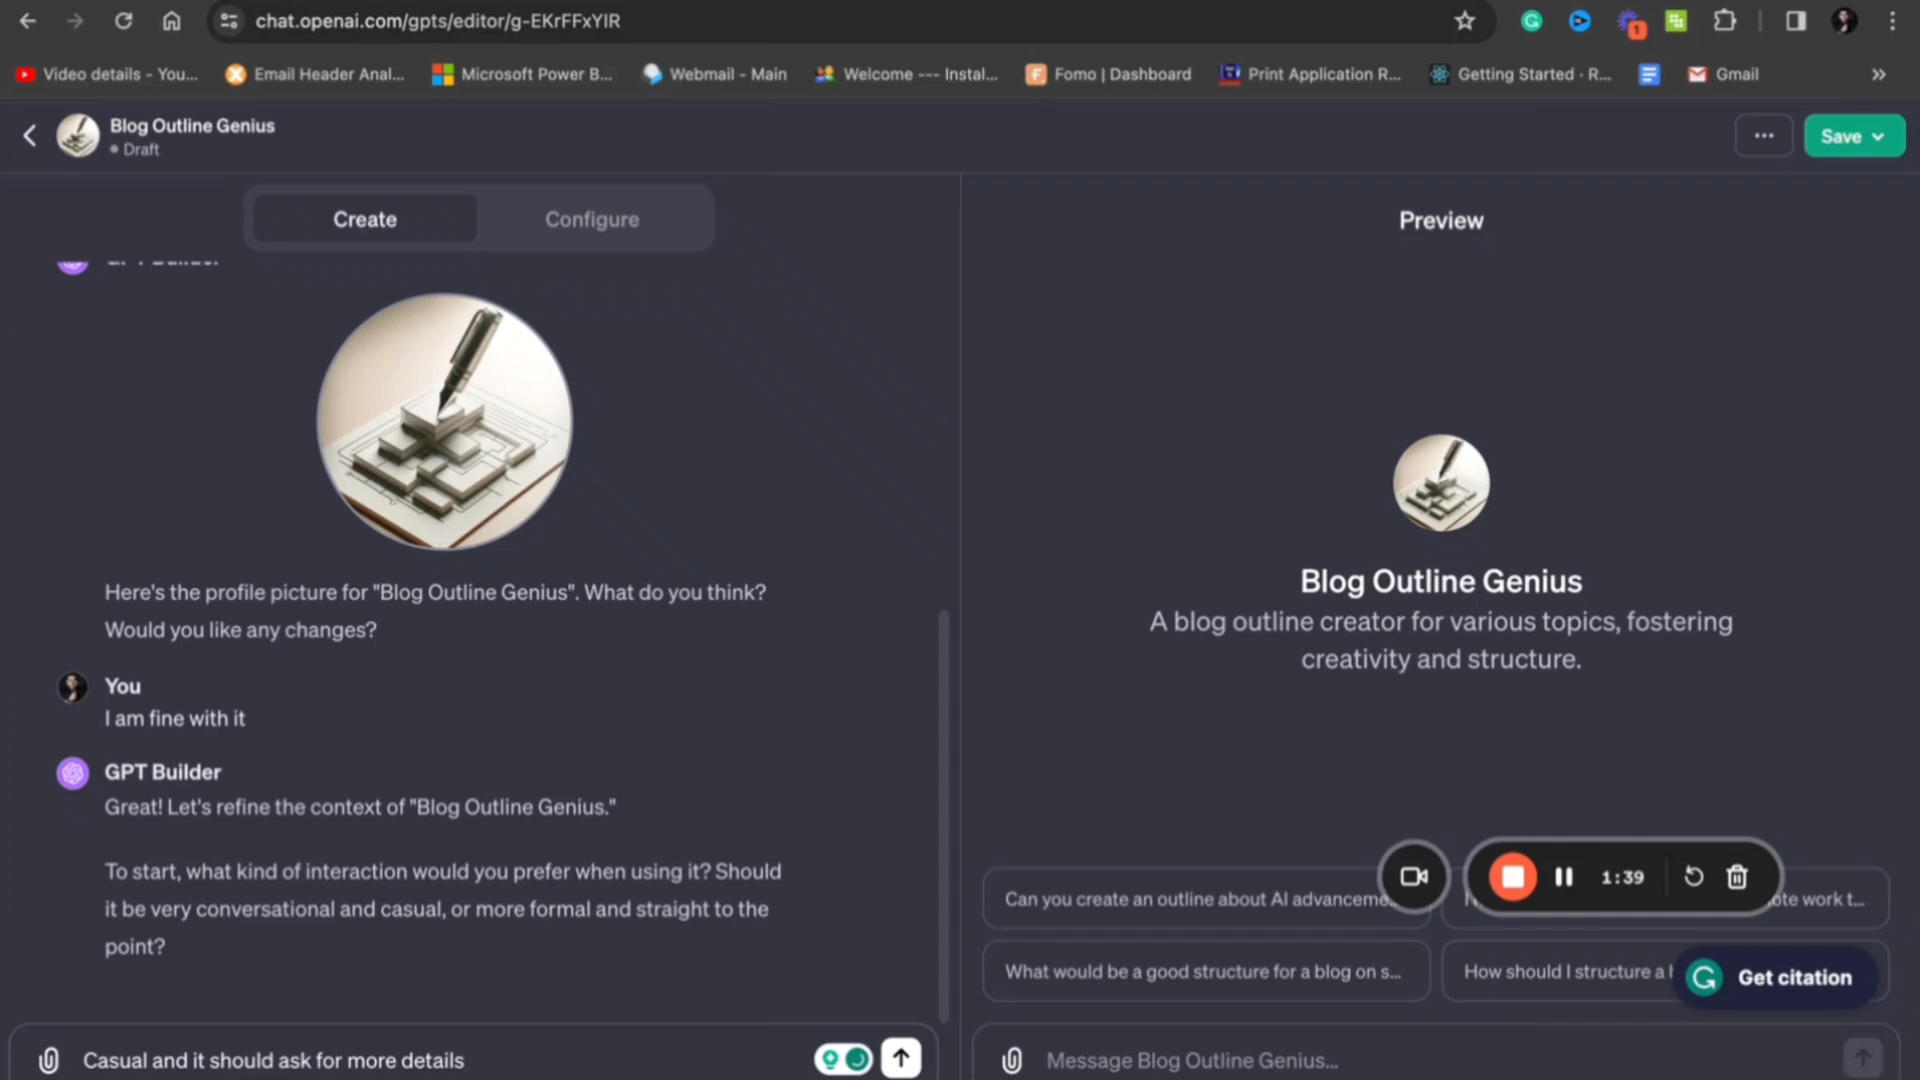 chat.openai.com/gpts/editor/g-EKrFFxYlR
Video details - You...
Email Header Anal...
Microsoft Power B...
Webmail - Main
Welcome --- Instal...
Fomo | Dashboard
Print Application R...
Getting Started · R...
Gmail
Blog Outline Genius
Draft
Save
Create
Configure
Preview
Here's the profile picture for "Blog Outline Genius". What do you think?
Would you like any changes?
You
I am fine with it
GPT Builder
Great! Let's refine the context of "Blog Outline Genius."
To start, what kind of interaction would you prefer when using it? Should
it be very conversational and casual, or more formal and straight to the
point?
Casual and it should ask for more details
Blog Outline Genius
A blog outline creator for various topics, fostering
creativity and structure.
1
1:39
Can you create an outline about AI advanceme...
work t...
What would be a good structure for a blog on s...
How should I structure a
Get citation
Message Blog Outline Genius...